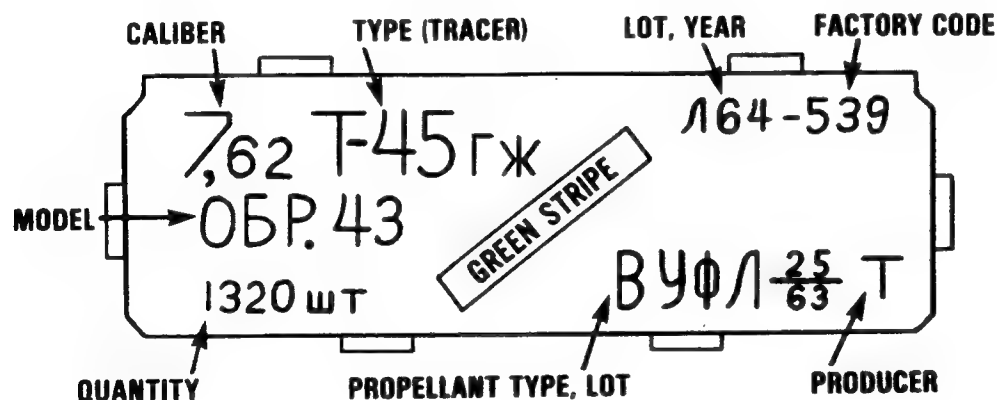 CALIBER TYPE (TRACER) LOT, YEAR FACTORY CODE
7,62 Т-45 гж Л64-539
MODEL ОБР. 43
GREEN STRIPE
1320 шт ВУФЛ-25/63 Т
QUANTITY PROPELLANT TYPE, LOT PRODUCER